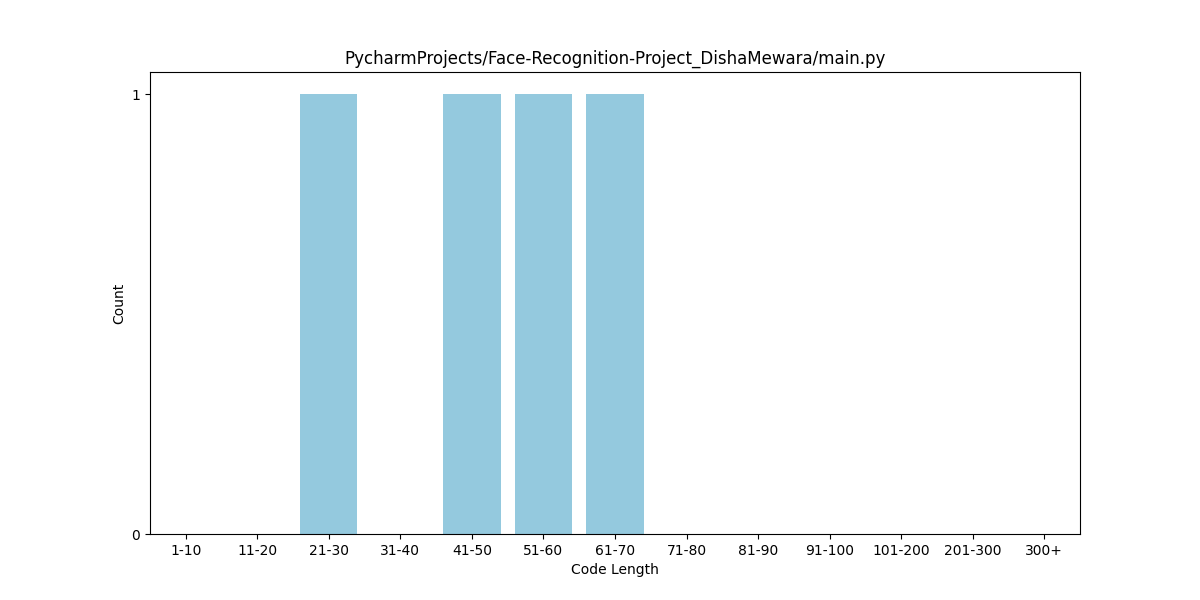 PycharmProjects/Face-Recognition-Project_DishaMewara/main.py
1
Count
0
1-10 11-20 21-30 31-40 41-50 51-60 61-70 71-80 81-90 91-100 101-200 201-300 300+
Code Length